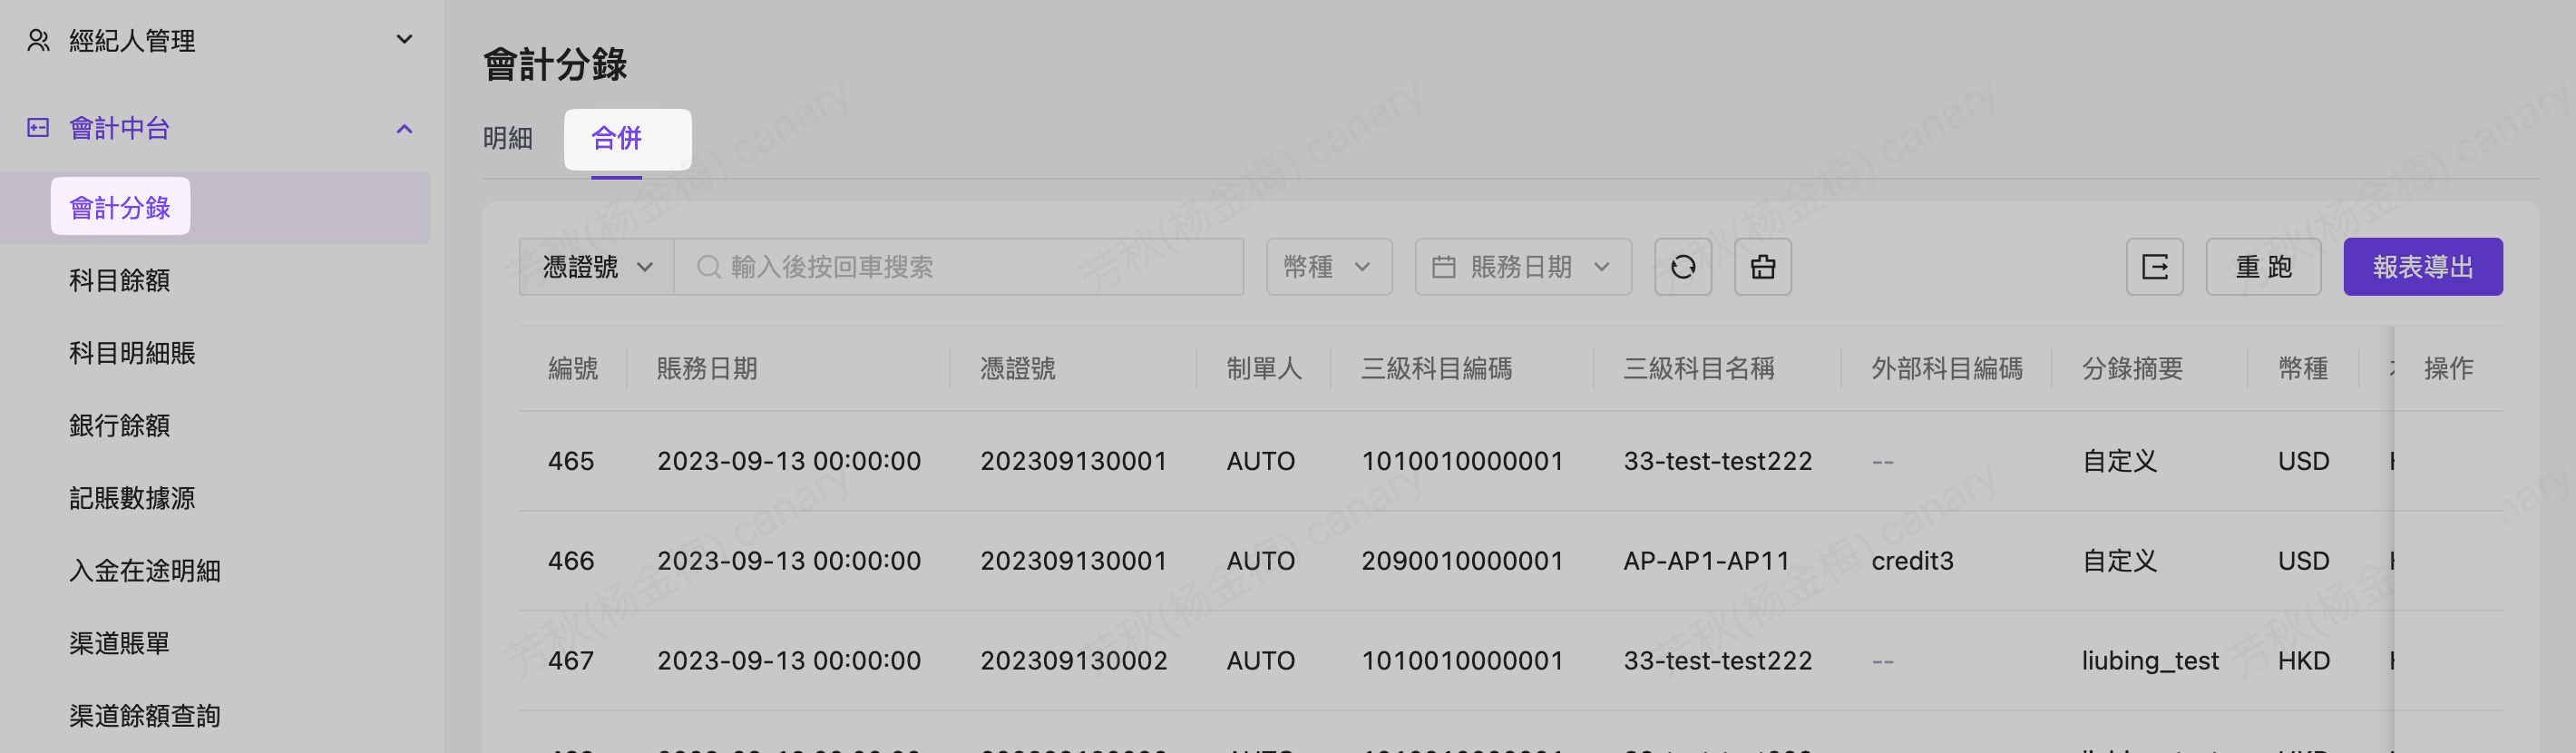 經紀人管理
會計中台
會計分錄
科目餘額
科目明細賬
銀行餘額
記賬數據源
入金在途明細
渠道賬單
渠道餘額查詢
會計分錄
明細 合併
憑證號 輸入後按回車搜索 幣種 賬務日期 重 跑 報表導出
編號 賬務日期 憑證號 制單人 三級科目編碼 三級科目名稱 外部科目編碼 分錄摘要 幣種 操作
465 2023-09-13 00:00:00 202309130001 AUTO 1010010000001 33-test-test222 -- 自定义 USD
466 2023-09-13 00:00:00 202309130001 AUTO 2090010000001 AP-AP1-AP11 credit3 自定义 USD
467 2023-09-13 00:00:00 202309130002 AUTO 1010010000001 33-test-test222 -- liubing_test HKD
芳秋(杨金梅) canary